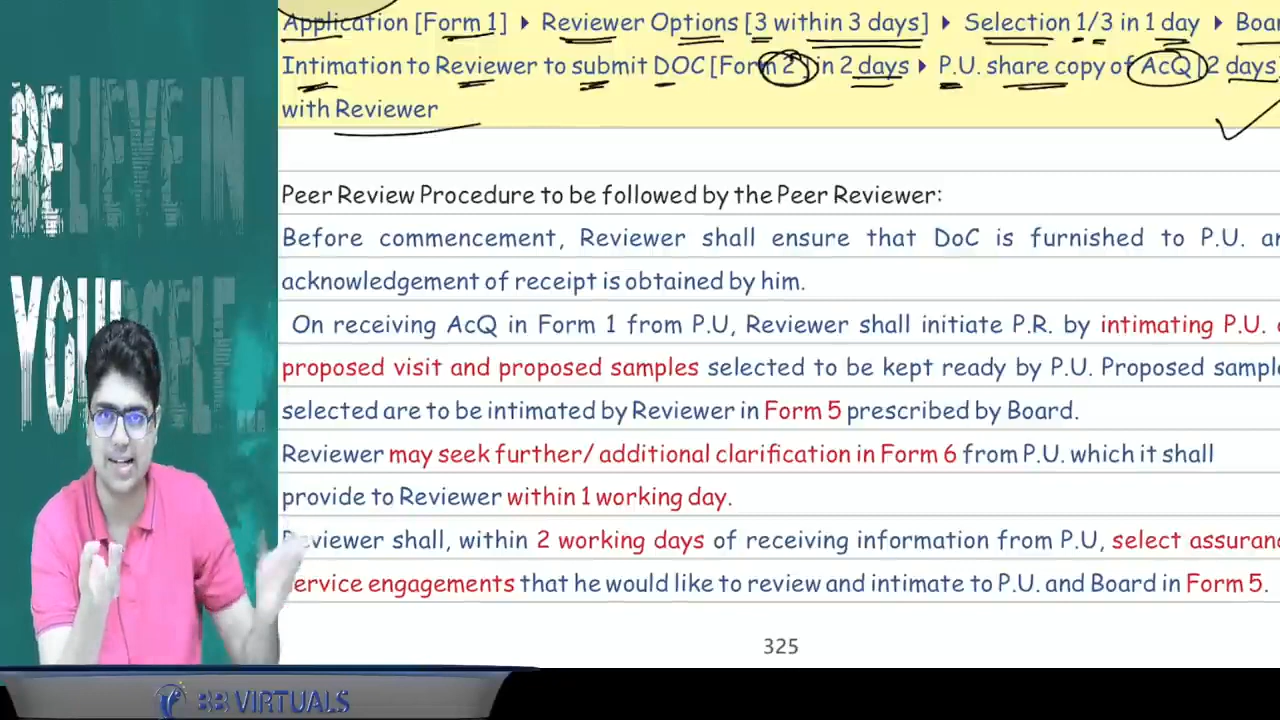 Application [Form 1] ▸ Reviewer Options [3 within 3 days] ▸ Selection 1/3 in 1 day ▸
Intimation to Reviewer to submit DOC [Form 2] in 2 days ▸ P.U. share copy of AcQ [2 days]
with Reviewer
BELIEVE IN
YOURSELF...
Peer Review Procedure to be followed by the Peer Reviewer:
Before commencement, Reviewer shall ensure that DoC is furnished to P.U.
acknowledgement of receipt is obtained by him.
On receiving AcQ in Form 1 from P.U, Reviewer shall initiate P.R. by intimating P.U.
proposed visit and proposed samples selected to be kept ready by P.U. Proposed
selected are to be intimated by Reviewer in Form 5 prescribed by Board.
Reviewer may seek further/ additional clarification in Form 6 from P.U. which it shall
provide to Reviewer within 1 working day.
Reviewer shall, within 2 working days of receiving information from P.U, select
service engagements that he would like to review and intimate to P.U. and Board in Form 5.
325
BB VIRTUALS